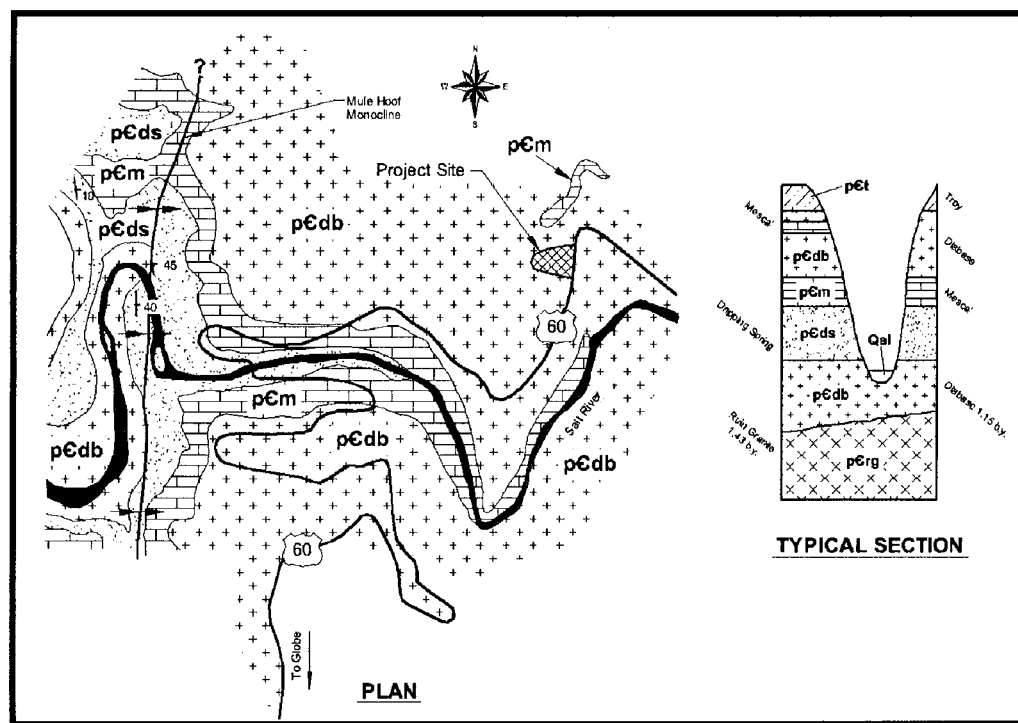 ?
N
W E
S
Mule Hoof
Monocline
p€ds
p€m
p€m
Project Site
10
p€db
p€ds
45
40
60
p€m
p€db
Salt River
p€db
p€db
60
To Globe
PLAN
p€t
Mescal
Troy
p€db
Diabase
p€m
Mescal
Dripping Spring
p€ds
Qal
p€db
Diabase 1.15 b.y.
Ruin Granite
1.43 b.y.
p€rg
TYPICAL SECTION